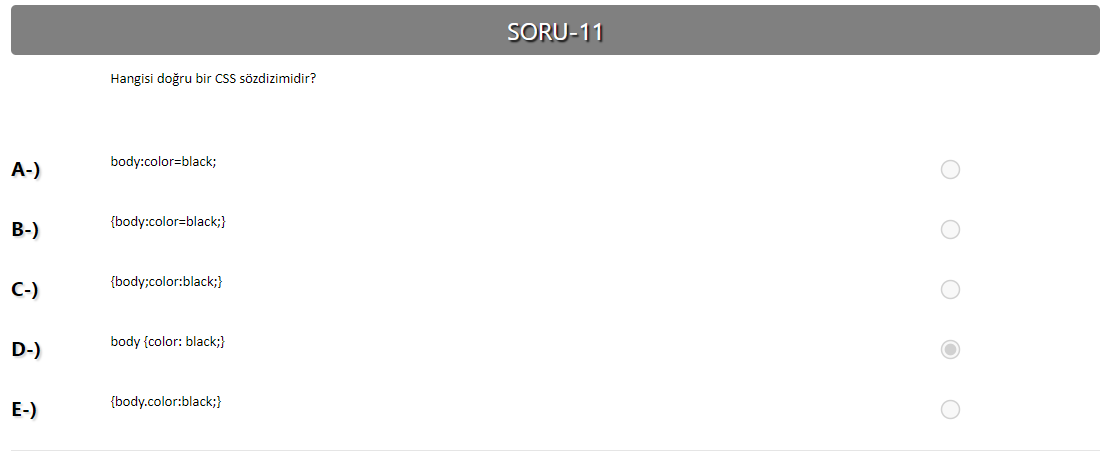 SORU-11
Hangisi doğru bir CSS sözdizimidir?
A-) body:color=black;
B-) {body:color=black;}
C-) {body;color:black;}
D-) body {color: black;}
E-) {body.color:black;}